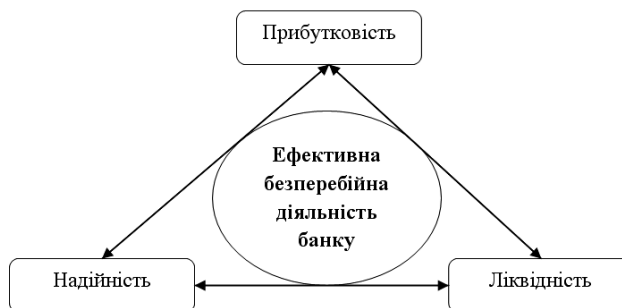 Прибутковість
Ефективна
безперебійна
діяльність
банку
Надійність
Ліквідність